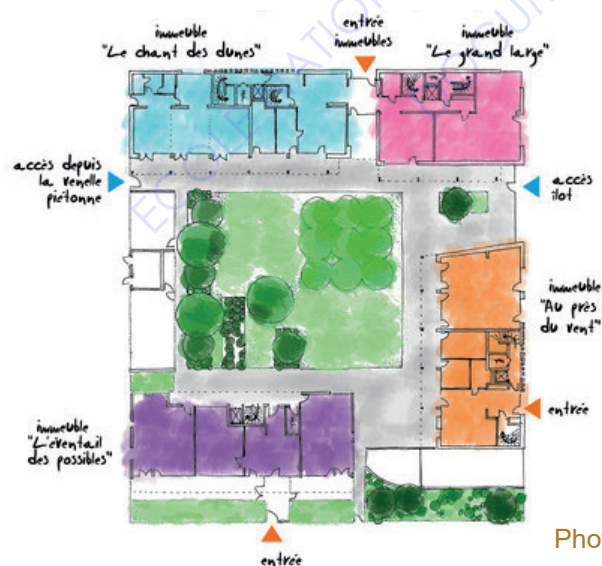 immeuble
"Le chant des dunes"
entrée
immeubles
immeuble
"Le grand large"
accès depuis
la venelle
piétonne
accès
îlot
immeuble
"Au près
du vent"
immeuble
"L'éventail
des possibles"
entrée
entrée
Pho